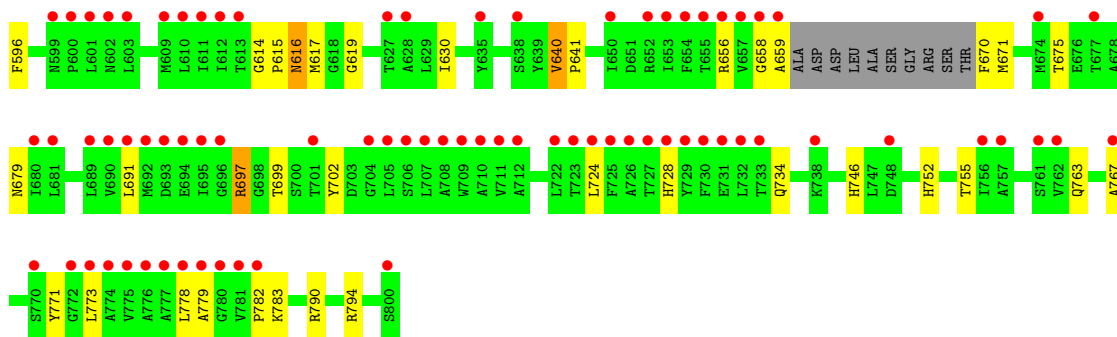 F596 N599 P600 L601 N602 L603 M609 L610 I611 I612 T613 G614 P615 N616 M617 G618 G619 T627 A628 L629 I630 Y635 S638 Y639 V640 P641 I650 D651 R652 I653 F654 T655 R656 V657 G658 A659 ALA ASP ASP LEU ALA SER GLY ARG SER THR F670 M671 M674 T675 E676 T677 A678
N679 I680 L681 L689 V690 L691 M692 D693 E694 I695 G696 R697 G698 T699 S700 T701 Y702 D703 G704 L705 S706 L707 A708 W709 A710 V711 A712 L722 T723 L724 F725 A726 T727 H728 Y729 F730 E731 L732 T733 Q734 K738 H746 L747 D748 H752 T755 I756 A757 S761 V762 Q763 A767
S770 Y771 G772 L773 A774 V775 A776 A777 L778 A779 G780 V781 P782 K783 R790 R794 S800